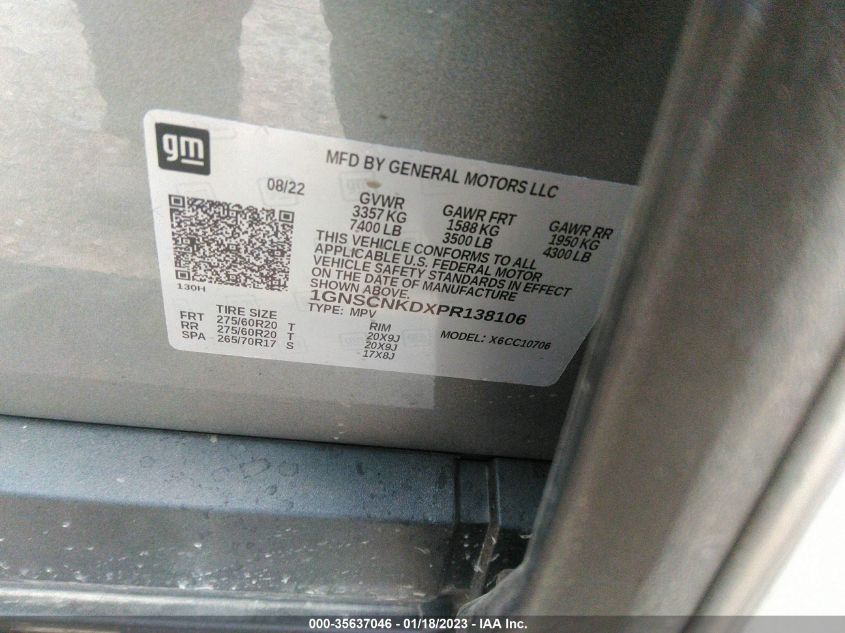 gm
MFD BY GENERAL MOTORS LLC
08/22
GVWR GAWR FRT GAWR RR
3357 KG 1588 KG 1950 KG
7400 LB 3500 LB 4300 LB
THIS VEHICLE CONFORMS TO ALL
APPLICABLE U.S. FEDERAL MOTOR
VEHICLE SAFETY STANDARDS IN EFFECT
ON THE DATE OF MANUFACTURE
SHOWN ABOVE.
130H
1GNSCNKDXPR138106
TYPE: MPV MODEL: X6CC10706
TIRE SIZE RIM
FRT 275/60R20 T 20X9J
RR 275/60R20 T 20X9J
SPA 265/70R17 S 17X8J
000-35637046 — 01/18/2023 — IAA Inc.